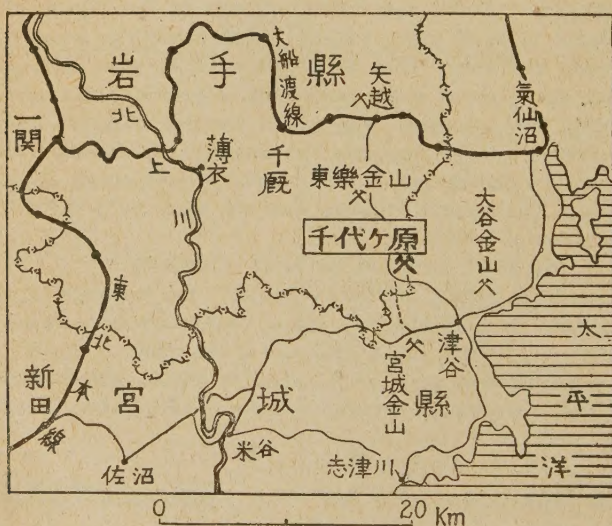 岩手縣
宮城縣
太平洋
北上川
東北本線
大船渡線
一関
薄衣
千厩
矢越
氣仙沼
東樂金山
大谷金山
千代ヶ原
津谷
宮城金山
新田
佐沼
米谷
志津川
0 20 Km